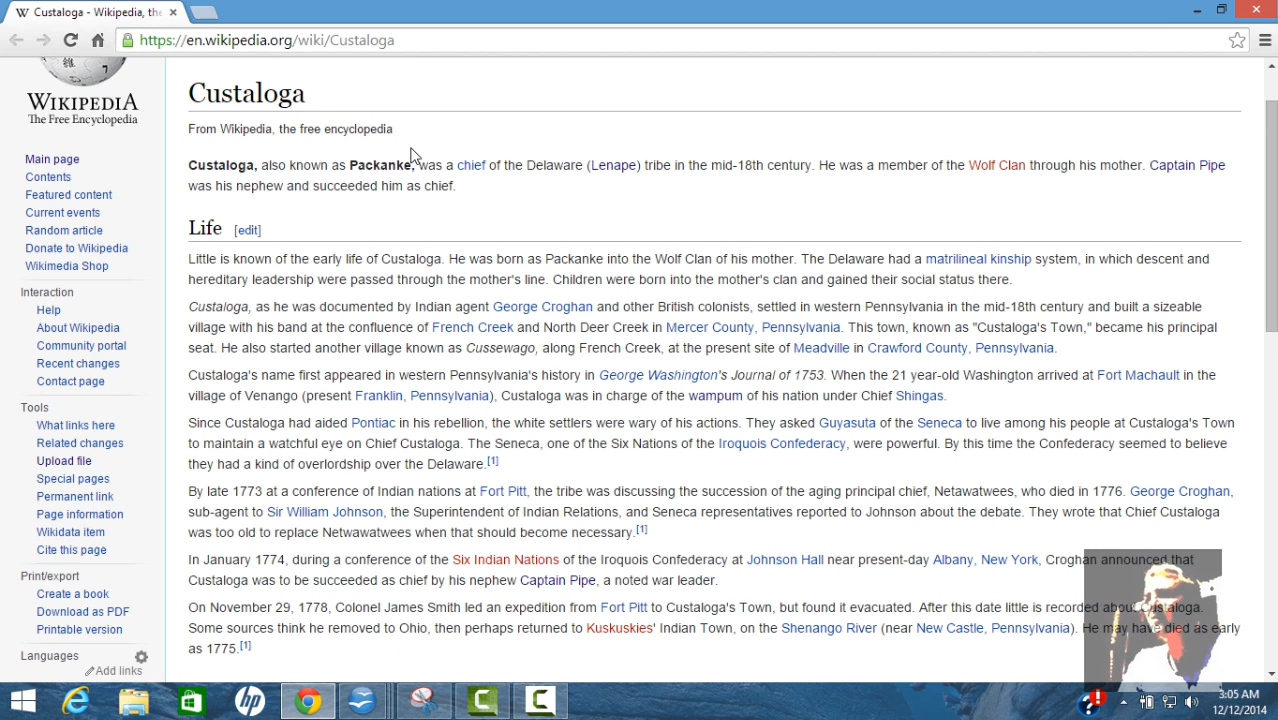 Custaloga - Wikipedia, the
https://en.wikipedia.org/wiki/Custaloga
WIKIPEDIA
The Free Encyclopedia
Main page
Contents
Featured content
Current events
Random article
Donate to Wikipedia
Wikimedia Shop
Interaction
Help
About Wikipedia
Community portal
Recent changes
Contact page
Tools
What links here
Related changes
Upload file
Special pages
Permanent link
Page information
Wikidata item
Cite this page
Print/export
Create a book
Download as PDF
Printable version
Languages
Add links
Custaloga
From Wikipedia, the free encyclopedia
Custaloga, also known as Packanke, was a chief of the Delaware (Lenape) tribe in the mid-18th century. He was a member of the Wolf Clan through his mother. Captain Pipe
was his nephew and succeeded him as chief.
Life [edit]
Little is known of the early life of Custaloga. He was born as Packanke into the Wolf Clan of his mother. The Delaware had a matrilineal kinship system, in which descent and
hereditary leadership were passed through the mother's line. Children were born into the mother's clan and gained their social status there.
Custaloga, as he was documented by Indian agent George Croghan and other British colonists, settled in western Pennsylvania in the mid-18th century and built a sizeable
village with his band at the confluence of French Creek and North Deer Creek in Mercer County, Pennsylvania. This town, known as "Custaloga's Town," became his principal
seat. He also started another village known as Cussewago, along French Creek, at the present site of Meadville in Crawford County, Pennsylvania.
Custaloga's name first appeared in western Pennsylvania's history in George Washington's Journal of 1753. When the 21 year-old Washington arrived at Fort Machault in the
village of Venango (present Franklin, Pennsylvania), Custaloga was in charge of the wampum of his nation under Chief Shingas.
Since Custaloga had aided Pontiac in his rebellion, the white settlers were wary of his actions. They asked Guyasuta of the Seneca to live among his people at Custaloga's Town
to maintain a watchful eye on Chief Custaloga. The Seneca, one of the Six Nations of the Iroquois Confederacy, were powerful. By this time the Confederacy seemed to believe
they had a kind of overlordship over the Delaware.[1]
By late 1773 at a conference of Indian nations at Fort Pitt, the tribe was discussing the succession of the aging principal chief, Netawatwees, who died in 1776. George Croghan,
sub-agent to Sir William Johnson, the Superintendent of Indian Relations, and Seneca representatives reported to Johnson about the debate. They wrote that Chief Custaloga
was too old to replace Netawatwees when that should become necessary.[1]
In January 1774, during a conference of the Six Indian Nations of the Iroquois Confederacy at Johnson Hall near present-day Albany, New York, Croghan announced that
Custaloga was to be succeeded as chief by his nephew Captain Pipe, a noted war leader.
On November 29, 1778, Colonel James Smith led an expedition from Fort Pitt to Custaloga's Town, but found it evacuated. After this date little is recorded about Custaloga.
Some sources think he removed to Ohio, then perhaps returned to Kuskuskies' Indian Town, on the Shenango River (near New Castle, Pennsylvania). He may have died as early
as 1775.[1]
3:05 AM
12/12/2014